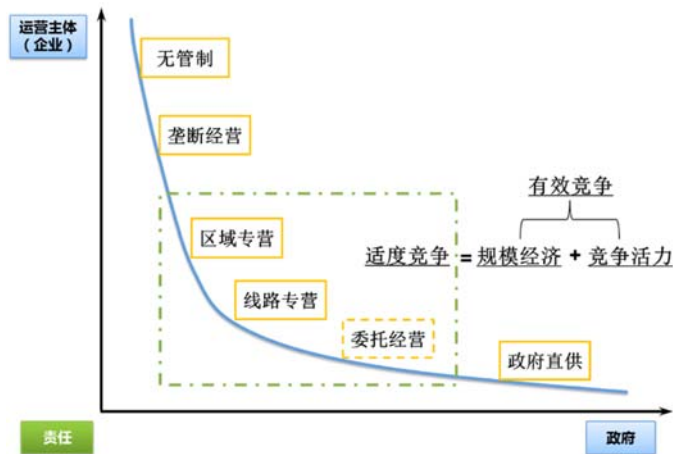 运营主体
（企业）
无管制
垄断经营
有效竞争
区域专营
适度竞争=规模经济+竞争活力
线路专营
委托经营
政府直供
责任
政府